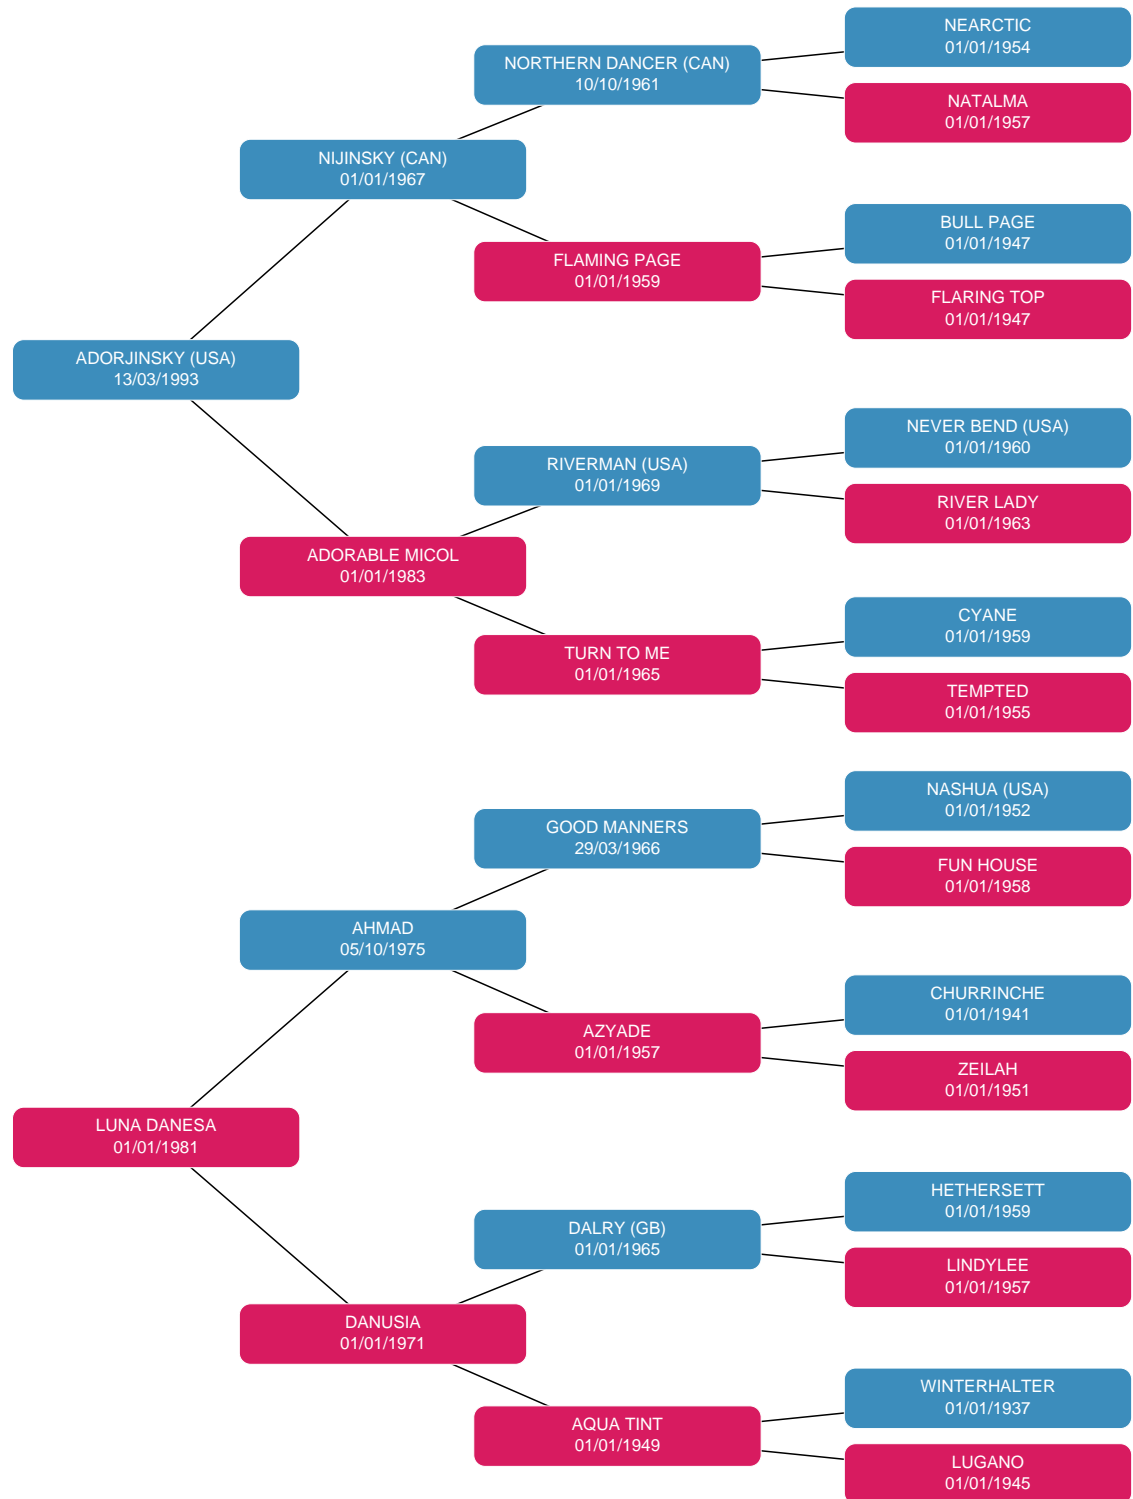 NEARCTIC
01/01/1954
NORTHERN DANCER (CAN)
10/10/1961
NATALMA
01/01/1957
NIJINSKY (CAN)
01/01/1967
BULL PAGE
01/01/1947
FLAMING PAGE
01/01/1959
FLARING TOP
01/01/1947
ADORJINSKY (USA)
13/03/1993
NEVER BEND (USA)
01/01/1960
RIVERMAN (USA)
01/01/1969
RIVER LADY
01/01/1963
ADORABLE MICOL
01/01/1983
CYANE
01/01/1959
TURN TO ME
01/01/1965
TEMPTED
01/01/1955
NASHUA (USA)
01/01/1952
GOOD MANNERS
29/03/1966
FUN HOUSE
01/01/1958
AHMAD
05/10/1975
CHURRINCHE
01/01/1941
AZYADE
01/01/1957
ZEILAH
01/01/1951
LUNA DANESA
01/01/1981
HETHERSETT
01/01/1959
DALRY (GB)
01/01/1965
LINDYLEE
01/01/1957
DANUSIA
01/01/1971
WINTERHALTER
01/01/1937
AQUA TINT
01/01/1949
LUGANO
01/01/1945